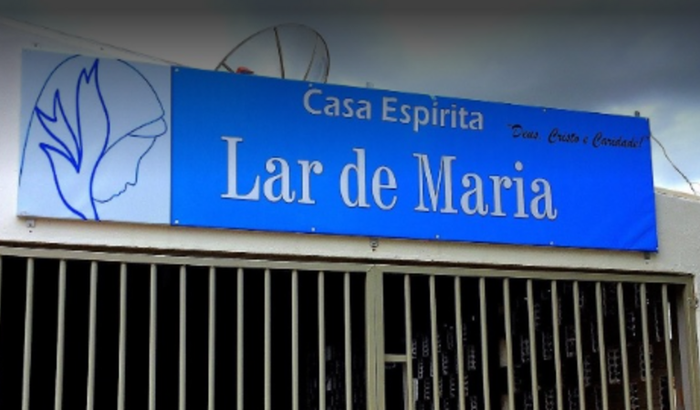 Casa Espírita
"Deus, Cristo e Caridade!"
Lar de Maria